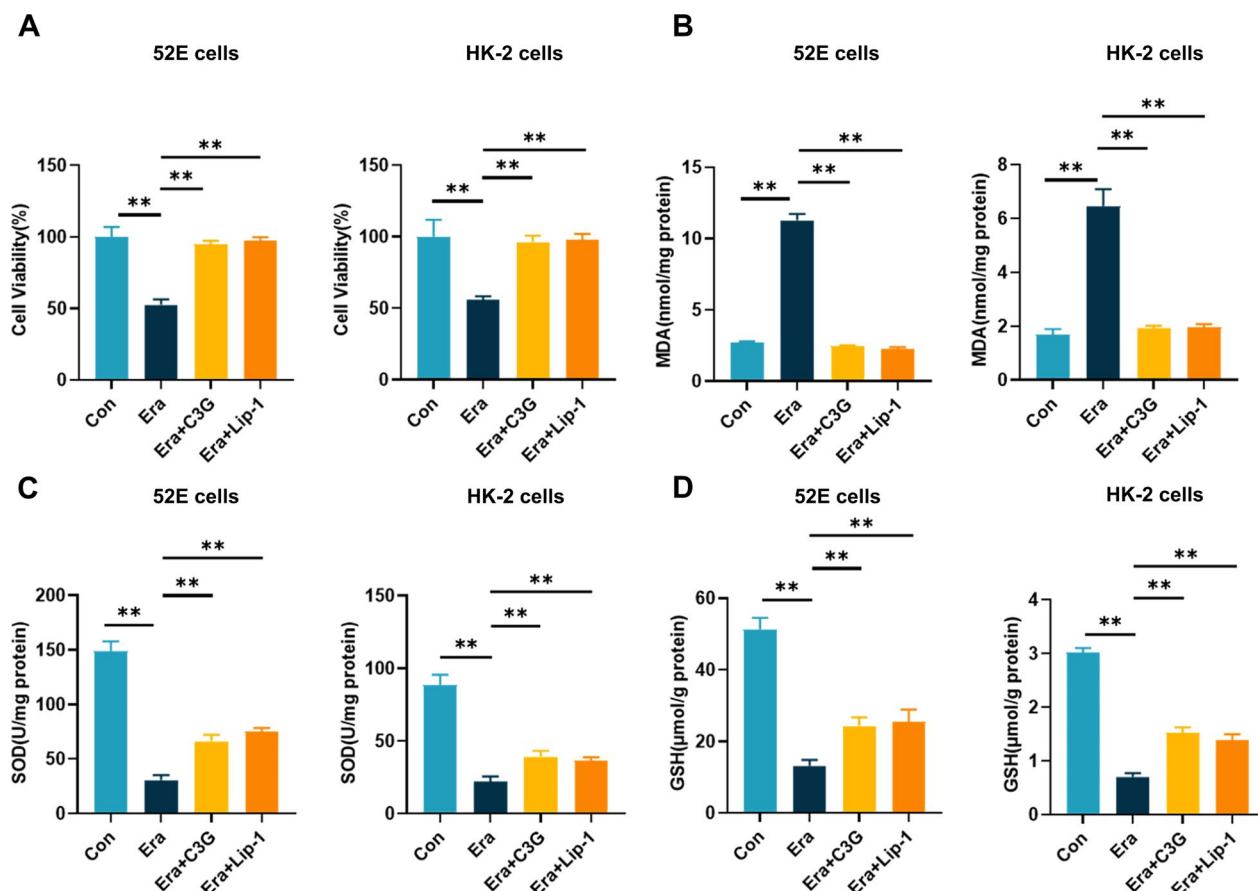 A
52E cells
Cell Viability(%)
150
100
50
0
**
**
**
Con
Era
Era+C3G
Era+Lip-1
HK-2 cells
Cell Viability(%)
150
100
50
0
**
**
**
Con
Era
Era+C3G
Era+Lip-1
B
52E cells
MDA(nmol/mg protein)
15
10
5
0
**
**
**
Con
Era
Era+C3G
Era+Lip-1
HK-2 cells
MDA(nmol/mg protein)
8
6
4
2
0
**
**
**
Con
Era
Era+C3G
Era+Lip-1
C
52E cells
SOD(U/mg protein)
200
150
100
50
0
**
**
**
Con
Era
Era+C3G
Era+Lip-1
HK-2 cells
SOD(U/mg protein)
150
100
50
0
**
**
**
Con
Era
Era+C3G
Era+Lip-1
D
52E cells
GSH(μmol/g protein)
60
40
20
0
**
**
**
Con
Era
Era+C3G
Era+Lip-1
HK-2 cells
GSH(μmol/g protein)
4
3
2
1
0
**
**
**
Con
Era
Era+C3G
Era+Lip-1